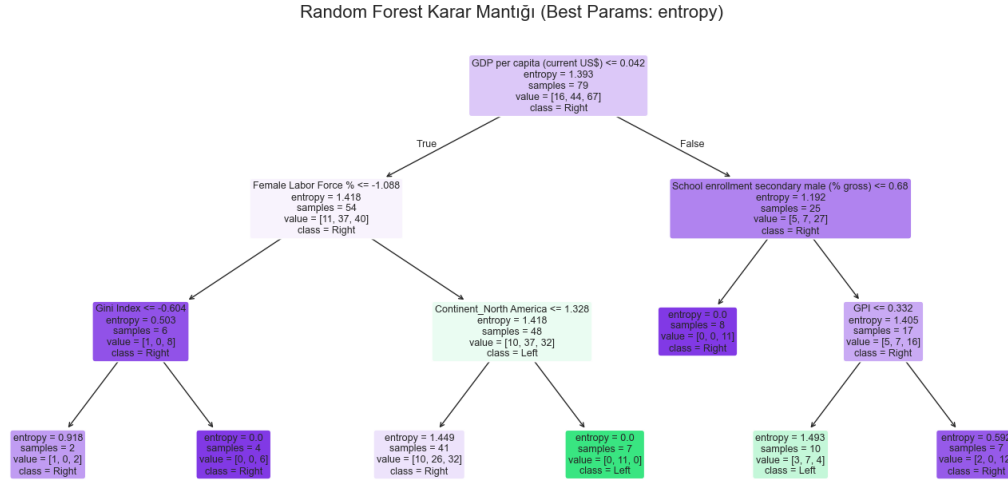 Random Forest Karar Mantığı (Best Params: entropy)
GDP per capita (current US$) <= 0.042
entropy = 1.393
samples = 79
value = [16, 44, 67]
class = Right
True
False
Female Labor Force % <= -1.088
entropy = 1.418
samples = 54
value = [11, 37, 40]
class = Right
School enrollment secondary male (% gross) <= 0.68
entropy = 1.192
samples = 25
value = [5, 7, 27]
class = Right
Gini Index <= -0.604
entropy = 0.503
samples = 6
value = [1, 0, 8]
class = Right
Continent_North America <= 1.328
entropy = 1.418
samples = 48
value = [10, 37, 32]
class = Left
entropy = 0.0
samples = 8
value = [0, 0, 11]
class = Right
GPI <= 0.332
entropy = 1.405
samples = 17
value = [5, 7, 16]
class = Right
entropy = 0.918
samples = 2
value = [1, 0, 2]
class = Right
entropy = 0.0
samples = 4
value = [0, 0, 6]
class = Right
entropy = 1.449
samples = 41
value = [10, 26, 32]
class = Right
entropy = 0.0
samples = 7
value = [0, 11, 0]
class = Left
entropy = 1.493
samples = 10
value = [3, 7, 4]
class = Left
entropy = 0.592
samples = 7
value = [2, 0, 12]
class = Right